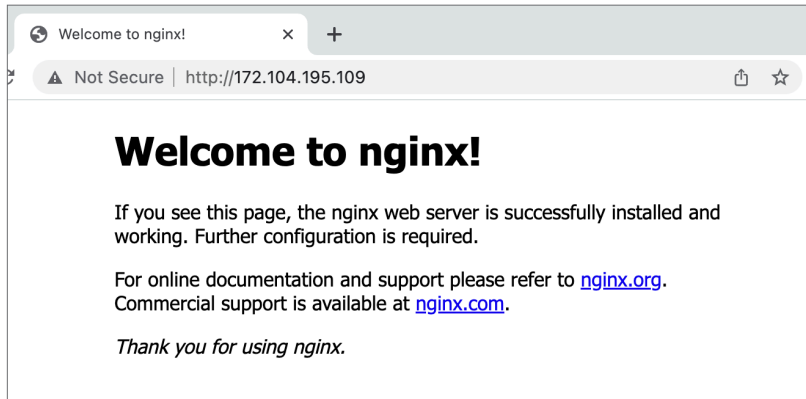 Welcome to nginx!
Not Secure | http://172.104.195.109
Welcome to nginx!
If you see this page, the nginx web server is successfully installed and
working. Further configuration is required.
For online documentation and support please refer to nginx.org.
Commercial support is available at nginx.com.
Thank you for using nginx.